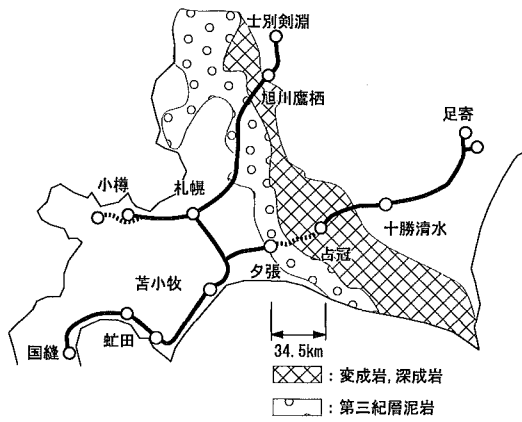 士別剣淵
旭川鷹栖
足寄
小樽
札幌
十勝清水
占冠
夕張
苫小牧
虻田
国縫
34.5km
：変成岩，深成岩
：第三紀層泥岩